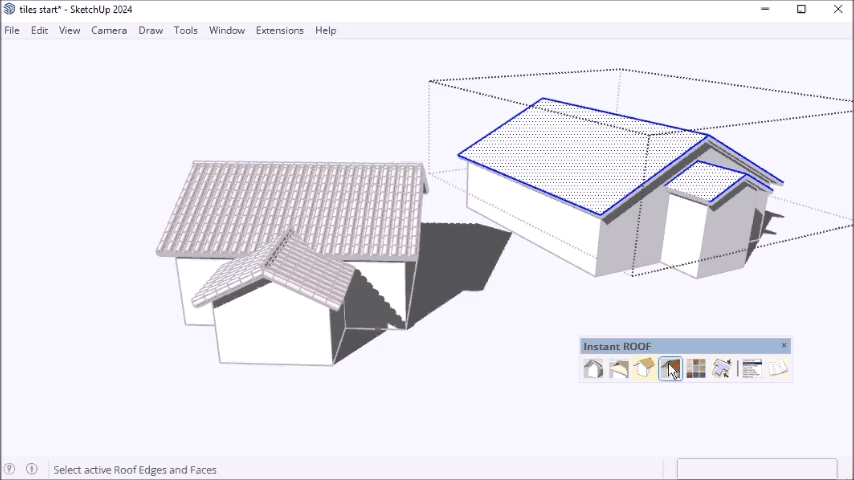 tiles start* - SketchUp 2024
File Edit View Camera Draw Tools Window Extensions Help
Instant ROOF
Select active Roof Edges and Faces